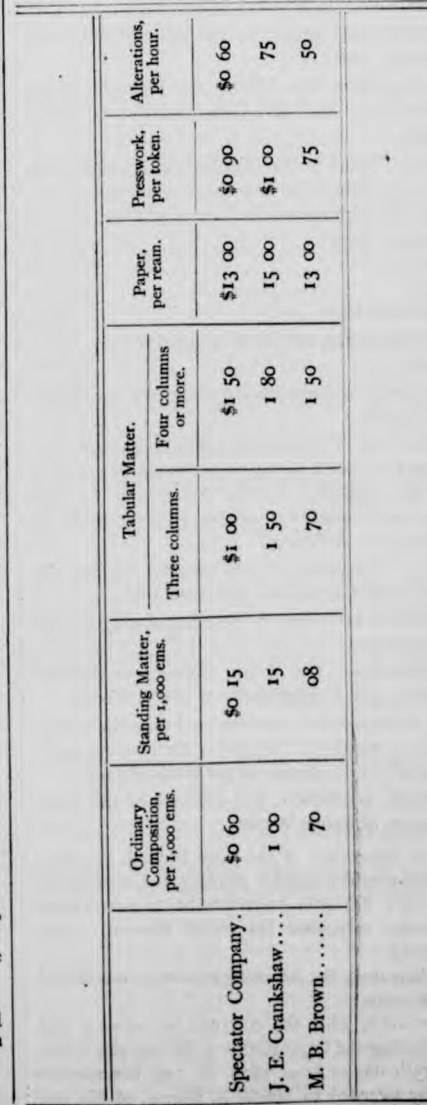 Ordinary Composition, per 1,000 ems. Standing Matter, per 1,000 ems. Tabular Matter. Paper, per ream. Presswork, per token. Alterations, per hour.
Three columns. Four columns or more.
Spectator Company. $0 60 $0 15 $1 00 $1 50 $13 00 $0 90 $0 60
J. E. Crankshaw.... 1 00 15 1 50 1 80 15 00 $1 00 75
M. B. Brown...... 70 08 70 1 50 13 00 75 50